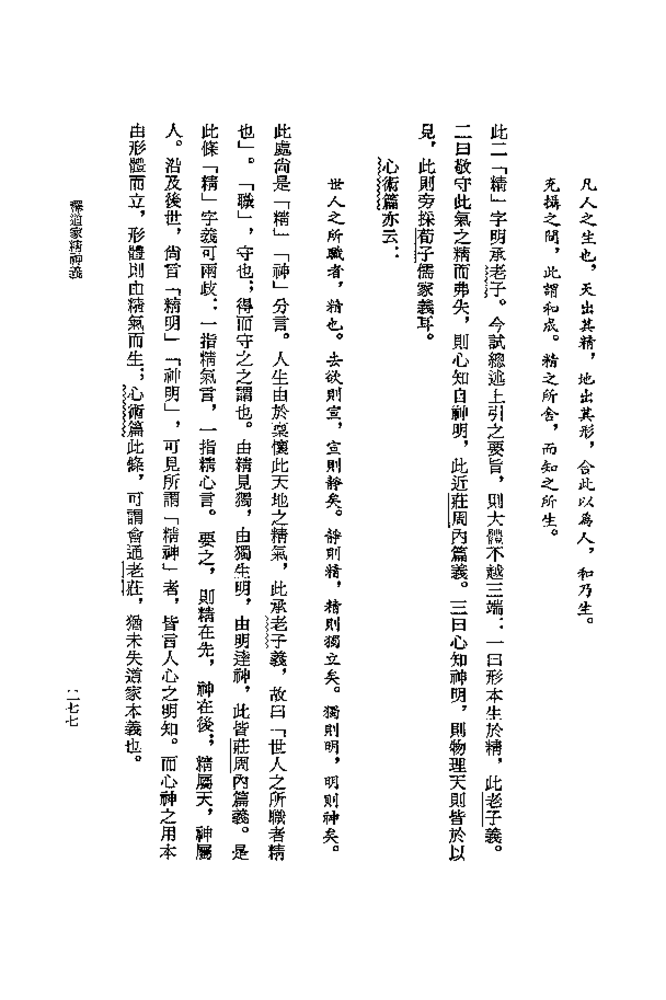 凡人之生也，天出其精，地出其形，合此以為人，和乃生。
充攝之間，此謂和成。精之所舍，而知之所生。
此二「精」字明承老子。今試總述上引之要旨，則大體不越三端：一曰形本生於精，此老子義。
二曰敬守此氣之精而弗失，則心知自神明，此近莊周內篇義。三曰心知神明，則物理天則皆於以
見，此則旁採荀子儒家義耳。
心術篇亦云：
世人之所職者，精也。去欲則宣，宣則靜矣。靜則精，精則獨立矣。獨則明，明則神矣。
此處尚是「精」「神」分言。人生由於稟懷此天地之精氣，此承老子義，故曰「世人之所職者精
也」。「職」，守也；得而守之之謂也。由精見獨，由獨生明，由明達神，此皆莊周內篇義。是
此條「精」字義可兩歧：一指精氣言，一指精心言。要之，則精在先，神在後；精屬天，神屬
人。沿及後世，尚言「精明」「神明」，可見所謂「精神」者，皆言人心之明知。而心神之用本
由形體而立，形體則由精氣而生；心術篇此條，可謂會通老莊，猶未失道家本義也。
釋道家精神義
二七七